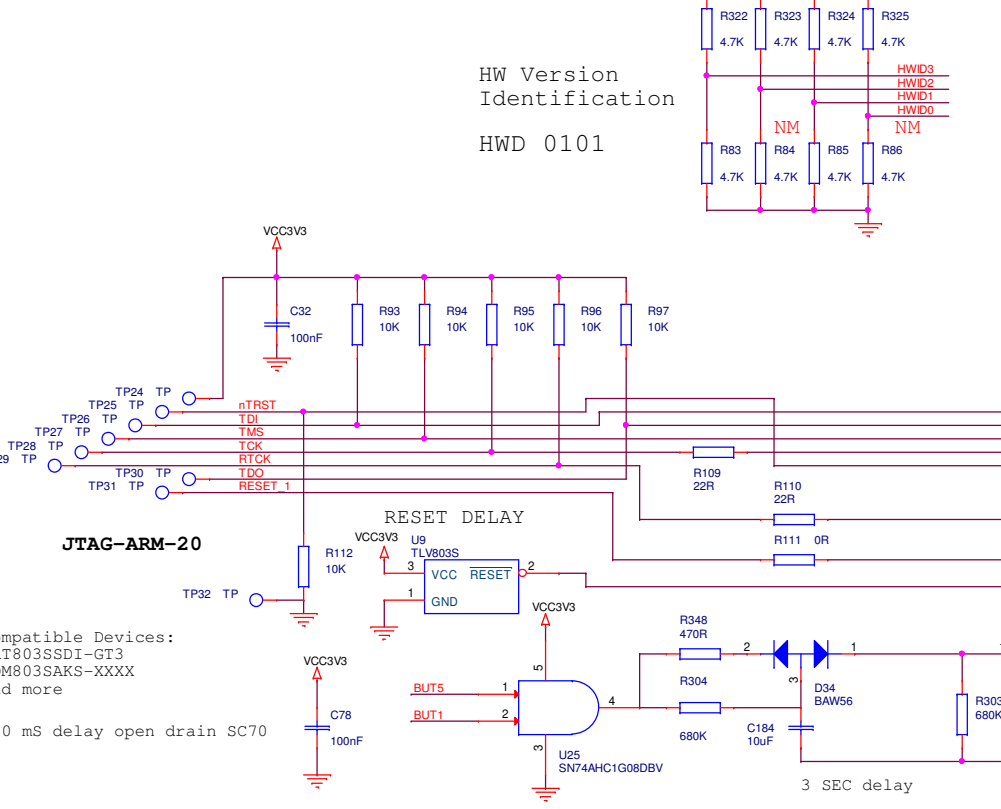 R322 R323 R324 R325
4.7K 4.7K 4.7K 4.7K
HW Version
Identification
HWD 0101
HWID3
HWID2
HWID1
HWID0
NM NM
R83 R84 R85 R86
4.7K 4.7K 4.7K 4.7K
VCC3V3
C32
100nF
R93 R94 R95 R96 R97
10K 10K 10K 10K 10K
TP24 TP
TP25 TP
TP26 TP
TP27 TP
TP28 TP
29 TP
TP30 TP
TP31 TP
nTRST
TDI
TMS
TCK
RTCK
TDO
RESET_1
R109
22R
R110
22R
R111 0R
JTAG-ARM-20
R112
10K
TP32 TP
RESET DELAY
VCC3V3
U9
TLV803S
3 VCC RESET 2
1 GND
ompatible Devices:
T803SSDI-GT3
M803SAKS-XXXX
d more
0 mS delay open drain SC70
VCC3V3
C78
100nF
VCC3V3
BUT5 1
BUT1 2
5
4
3
U25
SN74AHC1G08DBV
R348
470R
R304
680K
2 1
3
D34
BAW56
C184
10uF
R303
680K
3 SEC delay